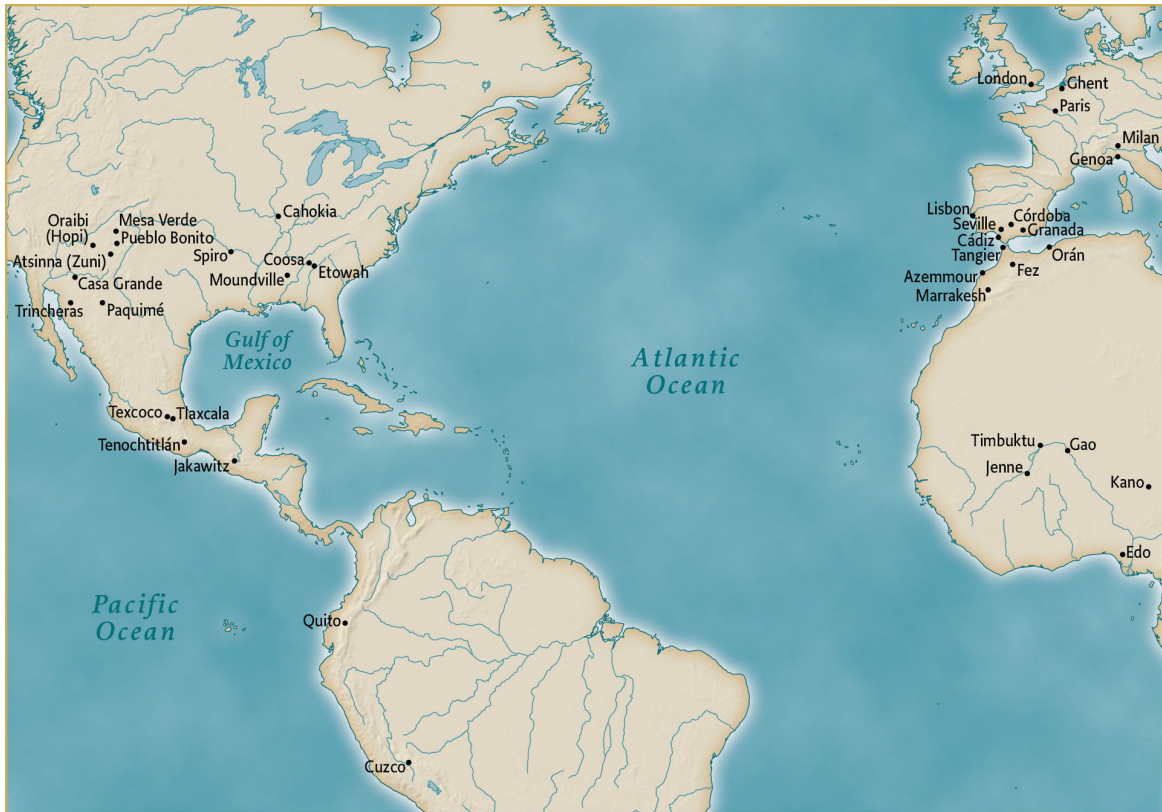 London
Ghent
Paris
Milan
Genoa
Lisbon
Córdoba
Seville
Granada
Cádiz
Tangier
Orán
Fez
Azemmour
Marrakesh
Cahokia
Oraibi
(Hopi)
Mesa Verde
Pueblo Bonito
Atsinna (Zuni)
Spiro
Coosa
Etowah
Moundville
Casa Grande
Trincheras
Paquimé
Gulf of
Mexico
Atlantic
Ocean
Texcoco
Tlaxcala
Tenochtitlán
Jakawitz
Timbuktu
Gao
Jenne
Kano
Edo
Pacific
Ocean
Quito
Cuzco